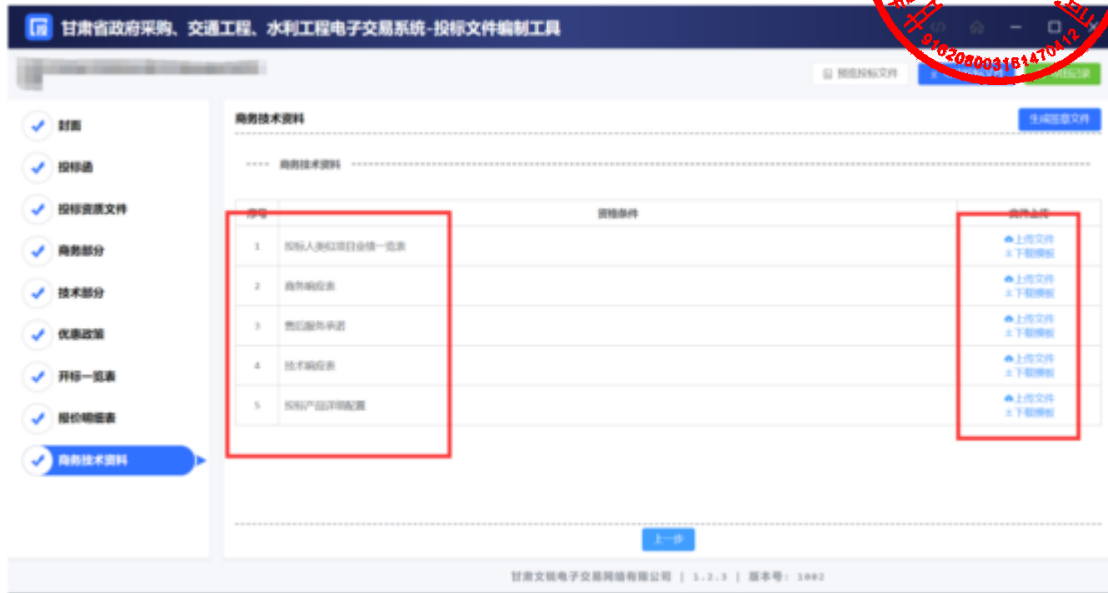 甘肃省政府采购、交通工程、水利工程电子交易系统-投标文件编制工具
预览投标文件
商务技术资料
生成签章文件
商务技术资料
封面
投标函
投标资质文件
商务部分
技术部分
优惠政策
开标一览表
报价明细表
商务技术资料
序号 资格条件 文件上传
1 投标人类似项目业绩一览表 上传文件
下载模板
2 商务响应表 上传文件
下载模板
3 售后服务承诺 上传文件
下载模板
4 技术响应表 上传文件
下载模板
5 投标产品详细配置 上传文件
下载模板
上一步
甘肃文锐电子交易网络有限公司 | 1.2.3 | 版本号: 1002